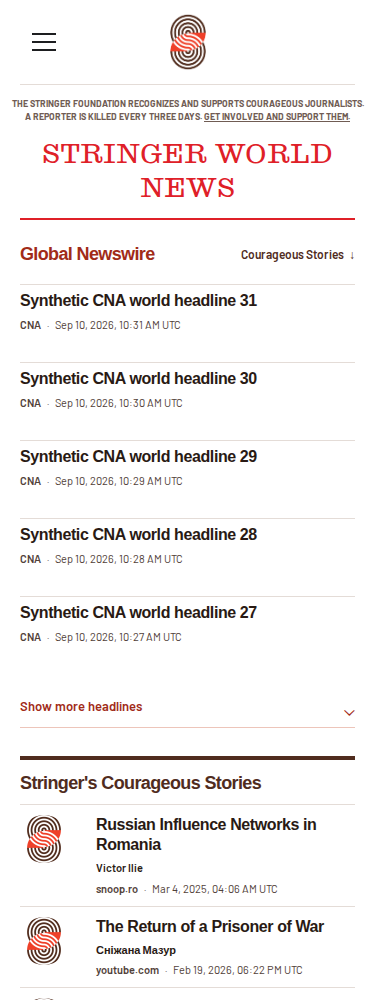 THE STRINGER FOUNDATION RECOGNIZES AND SUPPORTS COURAGEOUS JOURNALISTS.
A REPORTER IS KILLED EVERY THREE DAYS. GET INVOLVED AND SUPPORT THEM.
STRINGER WORLD
NEWS
Global Newswire
Courageous Stories ↓
Synthetic CNA world headline 31
CNA · Sep 10, 2026, 10:31 AM UTC
Synthetic CNA world headline 30
CNA · Sep 10, 2026, 10:30 AM UTC
Synthetic CNA world headline 29
CNA · Sep 10, 2026, 10:29 AM UTC
Synthetic CNA world headline 28
CNA · Sep 10, 2026, 10:28 AM UTC
Synthetic CNA world headline 27
CNA · Sep 10, 2026, 10:27 AM UTC
Show more headlines
Stringer's Courageous Stories
Russian Influence Networks in
Romania
Victor Ilie
snoop.ro · Mar 4, 2025, 04:06 AM UTC
The Return of a Prisoner of War
Сніжана Мазур
youtube.com · Feb 19, 2026, 06:22 PM UTC